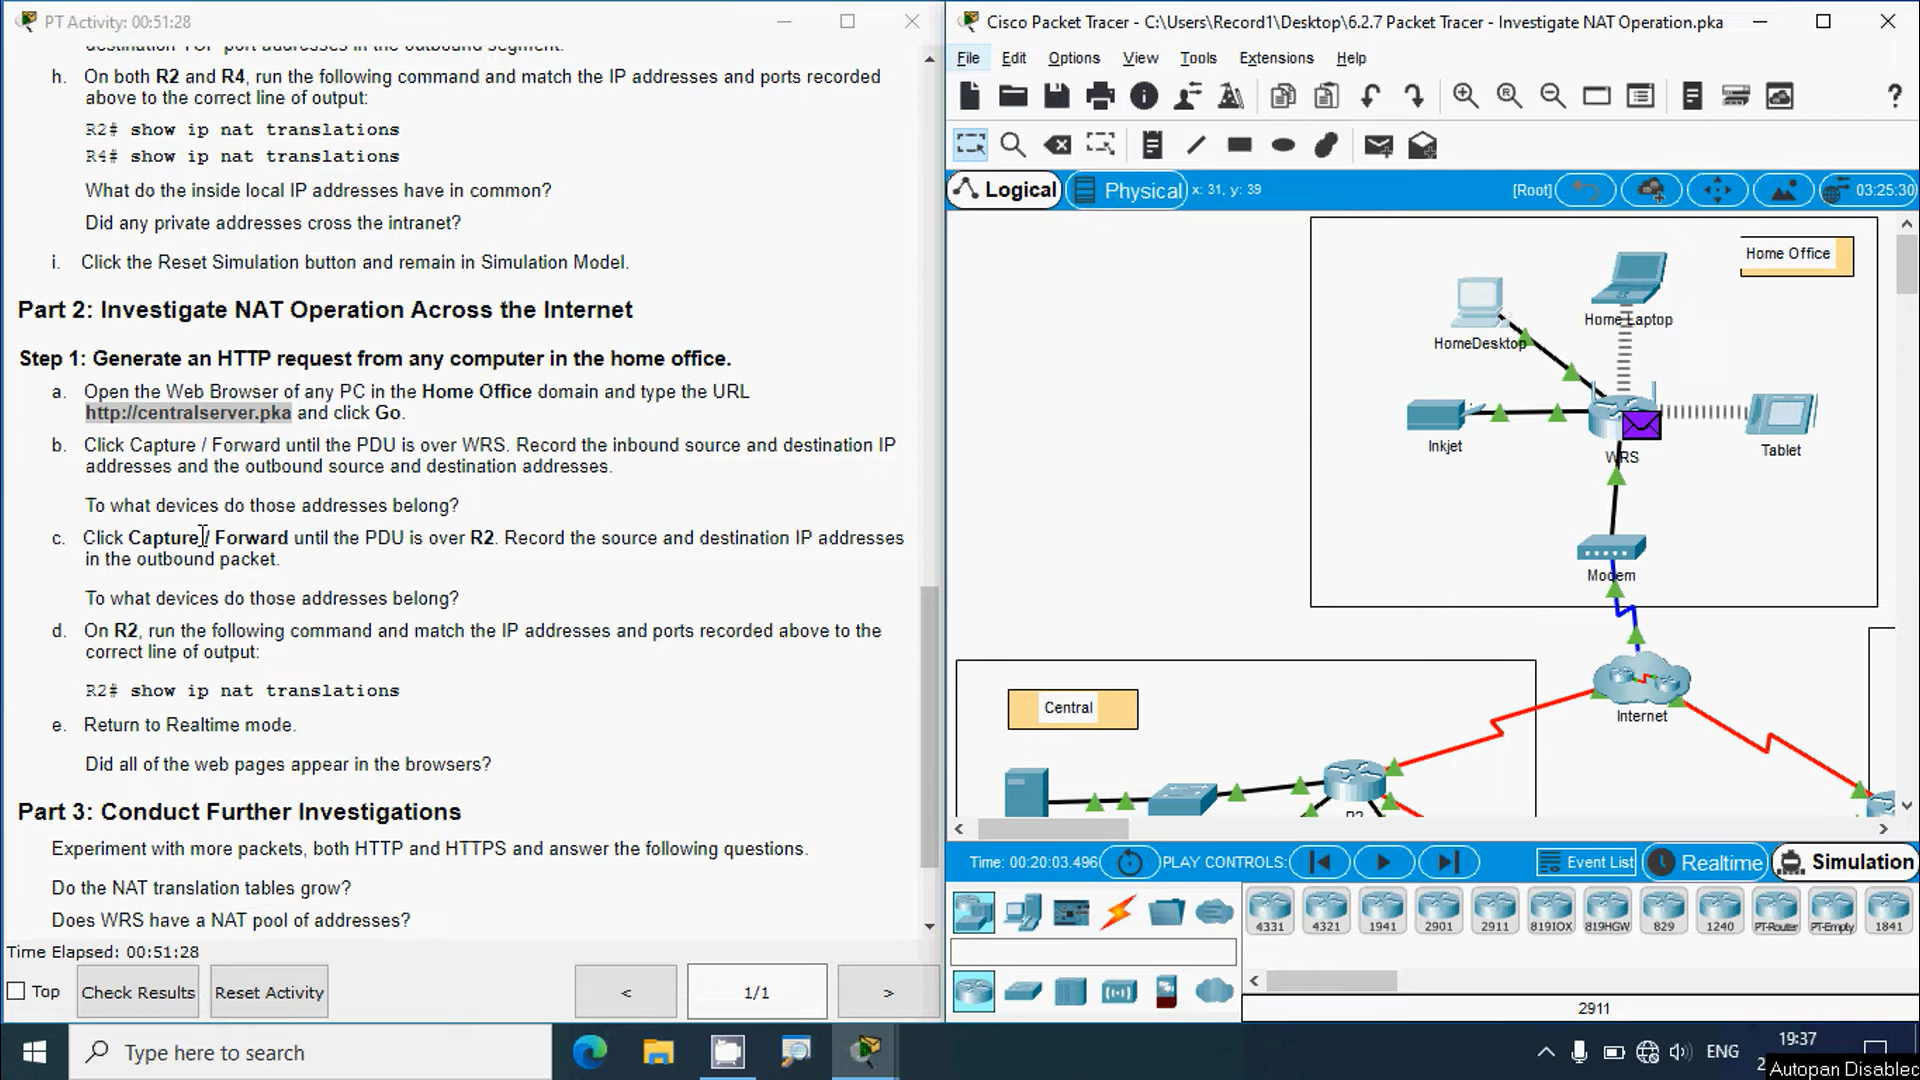 PT Activity: 00:51:28
destination TCP port addresses in the outbound segment.
h. On both R2 and R4, run the following command and match the IP addresses and ports recorded
above to the correct line of output:
R2# show ip nat translations
R4# show ip nat translations
What do the inside local IP addresses have in common?
Did any private addresses cross the intranet?
i. Click the Reset Simulation button and remain in Simulation Model.
Part 2: Investigate NAT Operation Across the Internet
Step 1: Generate an HTTP request from any computer in the home office.
a. Open the Web Browser of any PC in the Home Office domain and type the URL
http://centralserver.pka and click Go.
b. Click Capture / Forward until the PDU is over WRS. Record the inbound source and destination IP
addresses and the outbound source and destination addresses.
To what devices do those addresses belong?
c. Click Capture / Forward until the PDU is over R2. Record the source and destination IP addresses
in the outbound packet.
To what devices do those addresses belong?
d. On R2, run the following command and match the IP addresses and ports recorded above to the
correct line of output:
R2# show ip nat translations
e. Return to Realtime mode.
Did all of the web pages appear in the browsers?
Part 3: Conduct Further Investigations
Experiment with more packets, both HTTP and HTTPS and answer the following questions.
Do the NAT translation tables grow?
Does WRS have a NAT pool of addresses?
Time Elapsed: 00:51:28
Top
Check Results
Reset Activity
<
1/1
>
Cisco Packet Tracer - C:\Users\Record1\Desktop\6.2.7 Packet Tracer - Investigate NAT Operation.pka
File Edit Options View Tools Extensions Help
Logical
Physical
x: 31, y: 39
[Root]
03:25:30
Home Office
Home Laptop
HomeDesktop
Inkjet
WRS
Tablet
Modem
Internet
Central
R2
Time: 00:20:03.496
PLAY CONTROLS:
Event List
Realtime
Simulation
4331 4321 1941 2901 2911 819IOX 819HGW 829 1240 PT-Router PT-Empty 1841
2911
Type here to search
ENG
19:37
Autopan Disabled